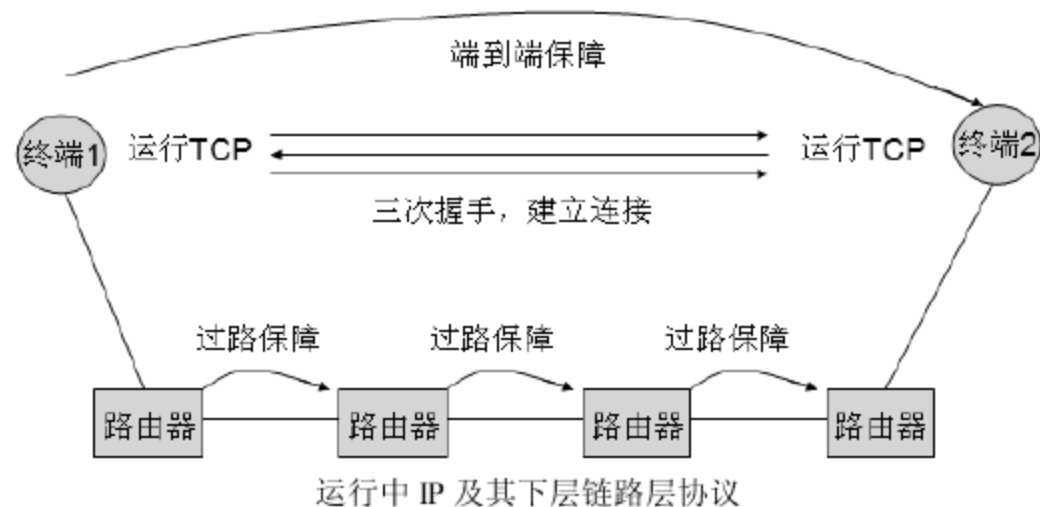 端到端保障
终端1
运行TCP
运行TCP
终端2
三次握手，建立连接
过路保障
过路保障
过路保障
路由器
路由器
路由器
路由器
运行中 IP 及其下层链路层协议